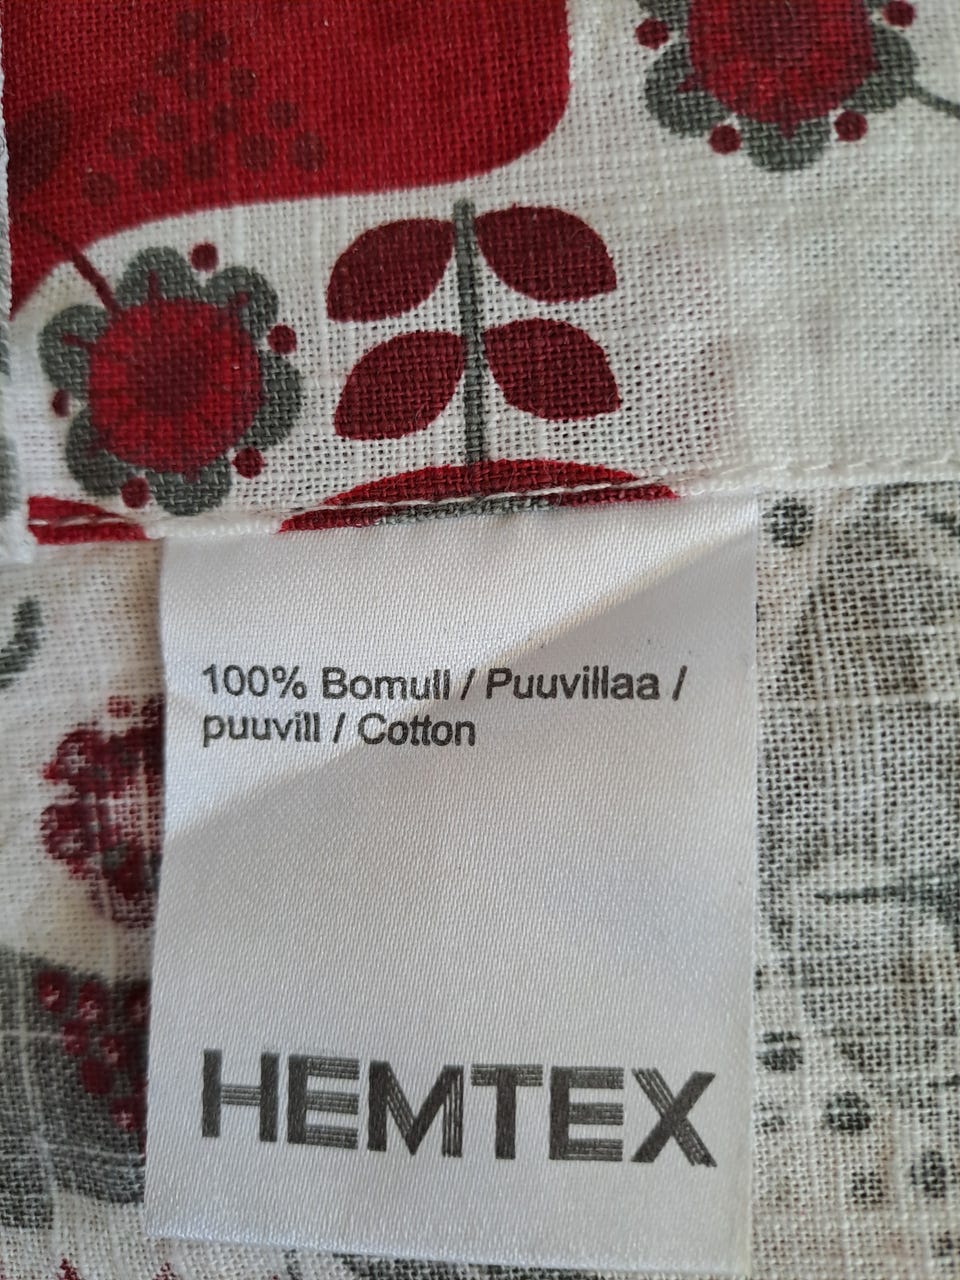 100% Bomull / Puuvillaa /
puuvill / Cotton
HEMTEX